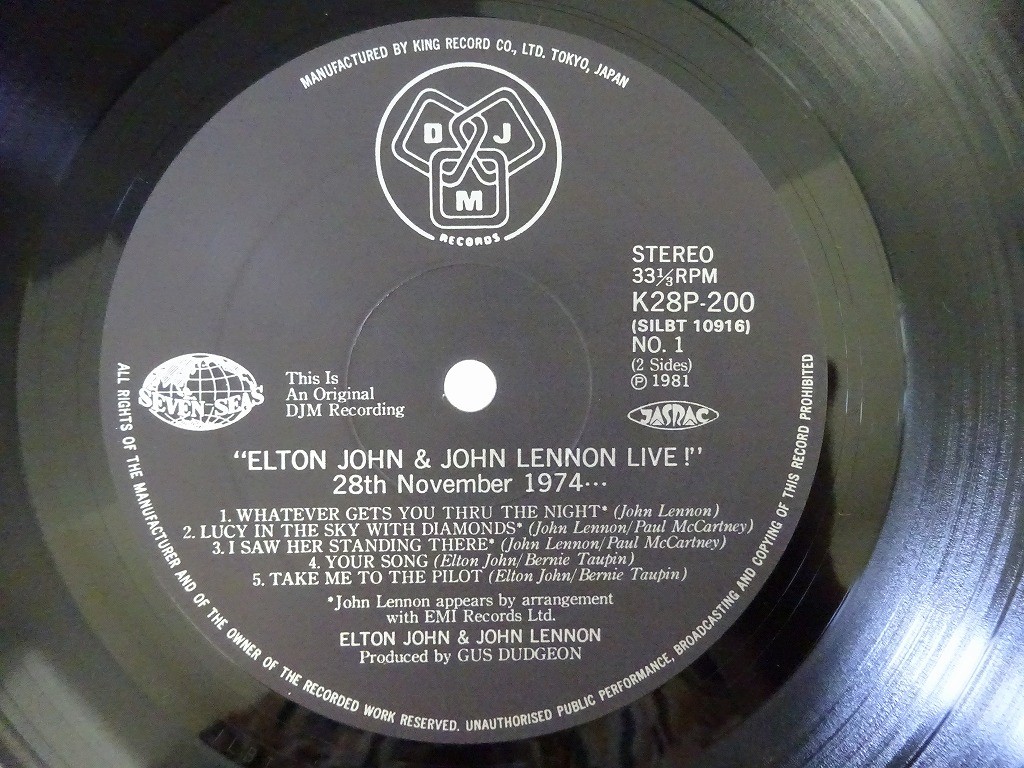 MANUFACTURED BY KING RECORD CO., LTD. TOKYO, JAPAN
D J
M
RECORDS
STEREO
33⅓RPM
K28P-200
(SILBT 10916)
NO. 1
(2 Sides)
Ⓟ 1981
JASRAC
SEVEN-SEAS
This Is
An Original
DJM Recording
“ELTON JOHN & JOHN LENNON LIVE!”
28th November 1974...
1. WHATEVER GETS YOU THRU THE NIGHT* (John Lennon)
2. LUCY IN THE SKY WITH DIAMONDS* (John Lennon/Paul McCartney)
3. I SAW HER STANDING THERE* (John Lennon/Paul McCartney)
4. YOUR SONG (Elton John/Bernie Taupin)
5. TAKE ME TO THE PILOT (Elton John/Bernie Taupin)
*John Lennon appears by arrangement
with EMI Records Ltd.
ELTON JOHN & JOHN LENNON
Produced by GUS DUDGEON
ALL RIGHTS OF THE MANUFACTURER AND OF THE OWNER OF THE RECORDED WORK RESERVED. UNAUTHORISED PUBLIC PERFORMANCE, BROADCASTING AND COPYING OF THIS RECORD PROHIBITED